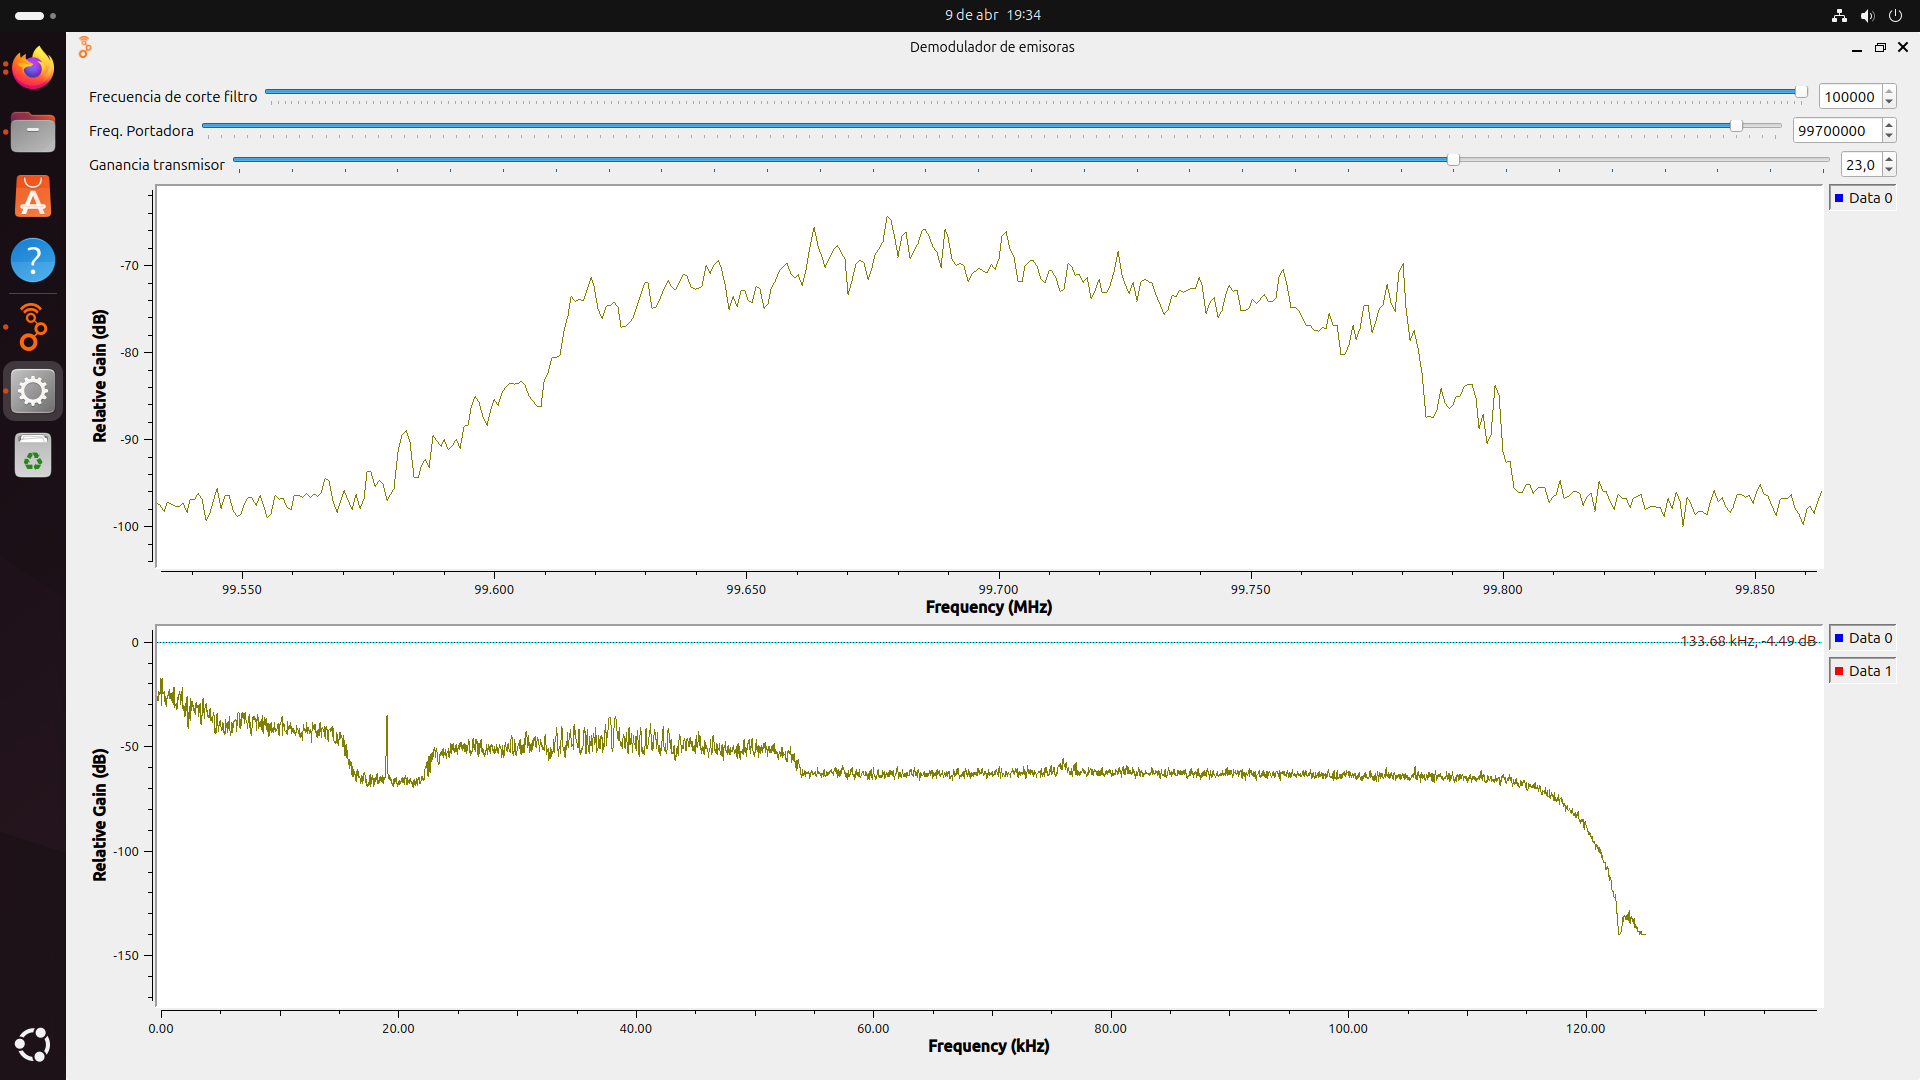 9 de abr 19:34
Demodulador de emisoras
Frecuencia de corte filtro 100000
Freq. Portadora 99700000
Ganancia transmisor 23,0
Data 0
Relative Gain (dB)
-70
-80
-90
-100
99.550 99.600 99.650 99.700 99.750 99.800 99.850
Frequency (MHz)
133.68 kHz, -4.49 dB
Data 0
Data 1
Relative Gain (dB)
0
-50
-100
-150
0.00 20.00 40.00 60.00 80.00 100.00 120.00
Frequency (kHz)